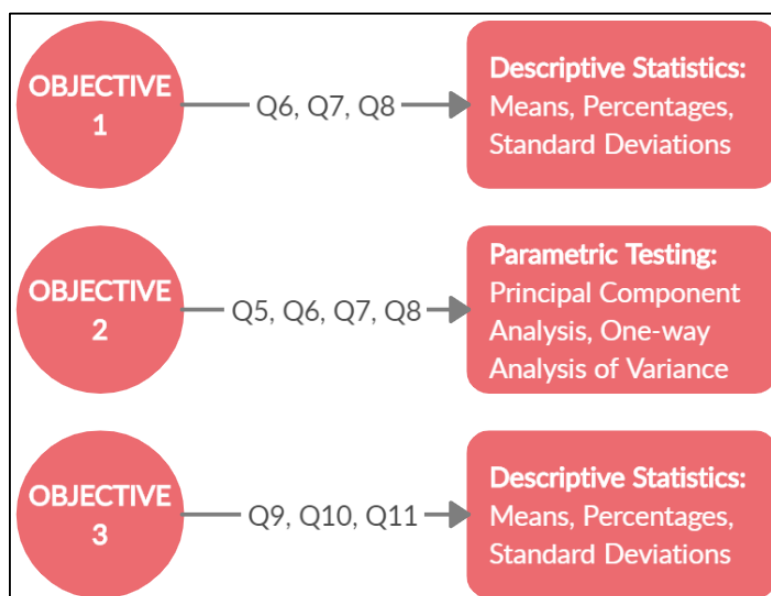 OBJECTIVE
1
Q6, Q7, Q8
Descriptive Statistics:
Means, Percentages,
Standard Deviations
OBJECTIVE
2
Q5, Q6, Q7, Q8
Parametric Testing:
Principal Component
Analysis, One-way
Analysis of Variance
OBJECTIVE
3
Q9, Q10, Q11
Descriptive Statistics:
Means, Percentages,
Standard Deviations